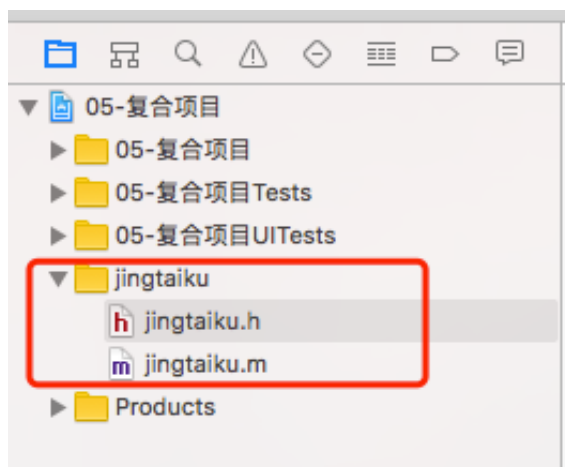 05-复合项目
05-复合项目
05-复合项目Tests
05-复合项目UITests
jingtaiku
h jingtaiku.h
m jingtaiku.m
Products